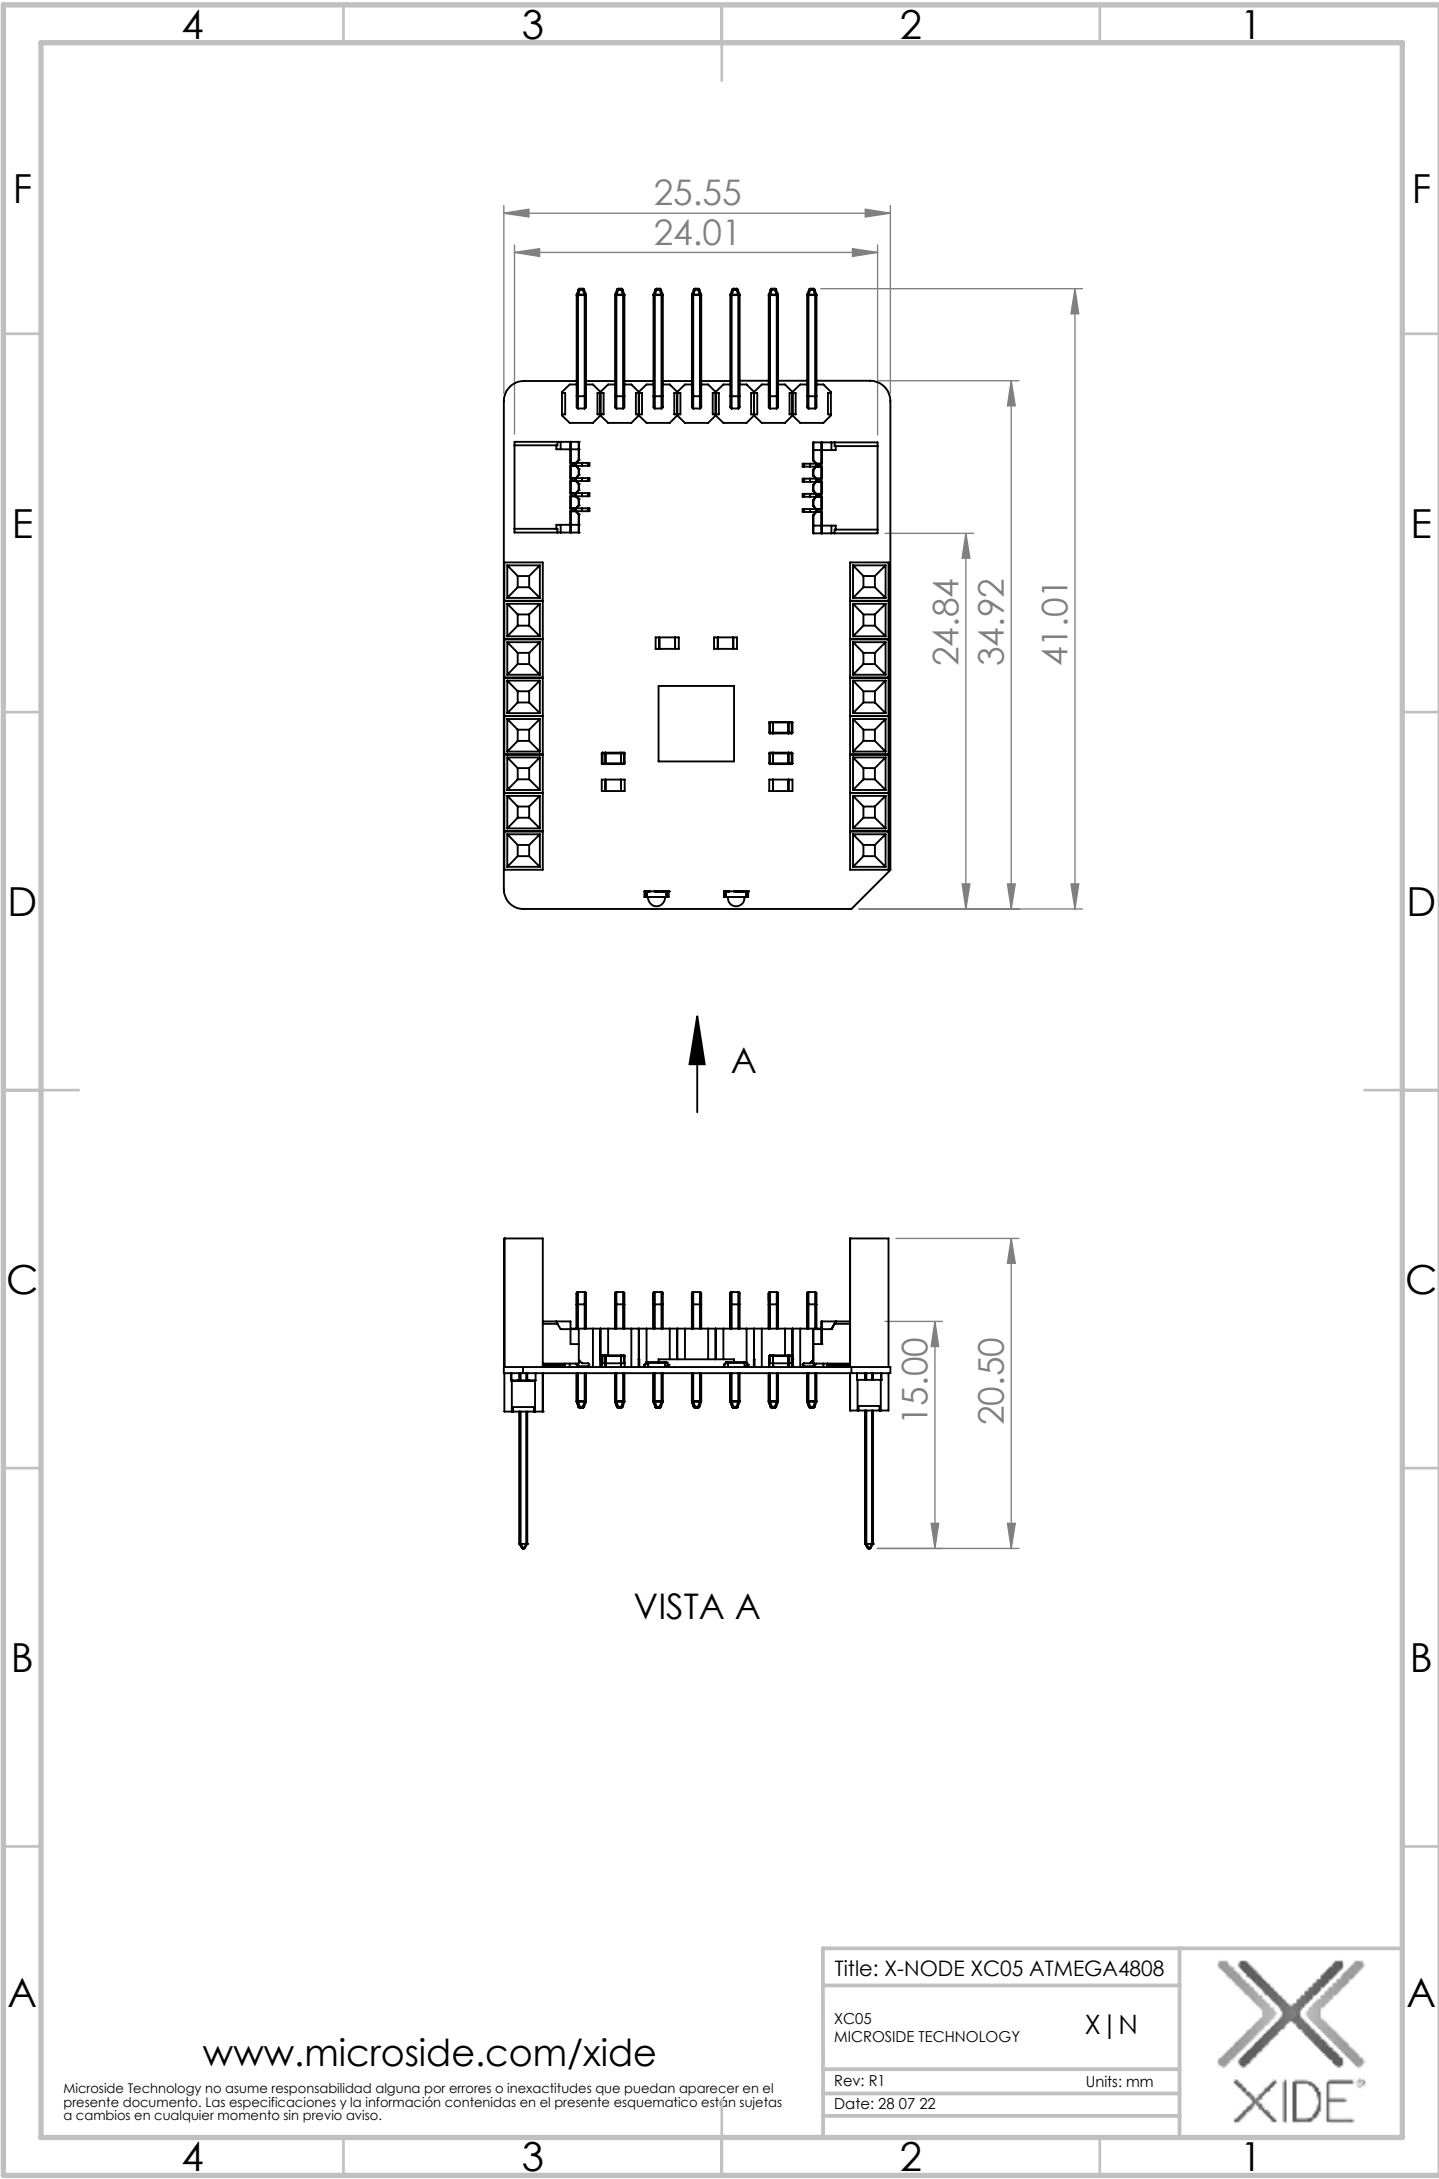 4 3 2 1
F F
25.55
24.01
E E
24.84
34.92
41.01
D D
A
C C
15.00
20.50
VISTA A
B B
A A
Title: X-NODE XC05 ATMEGA4808
XC05
MICROSIDE TECHNOLOGY
X|N
Rev: R1 Units: mm
Date: 28 07 22
XIDE
www.microside.com/xide
Microside Technology no asume responsabilidad alguna por errores o inexactitudes que puedan aparecer en el
presente documento. Las especificaciones y la información contenidas en el presente esquematico están sujetas
a cambios en cualquier momento sin previo aviso.
4 3 2 1